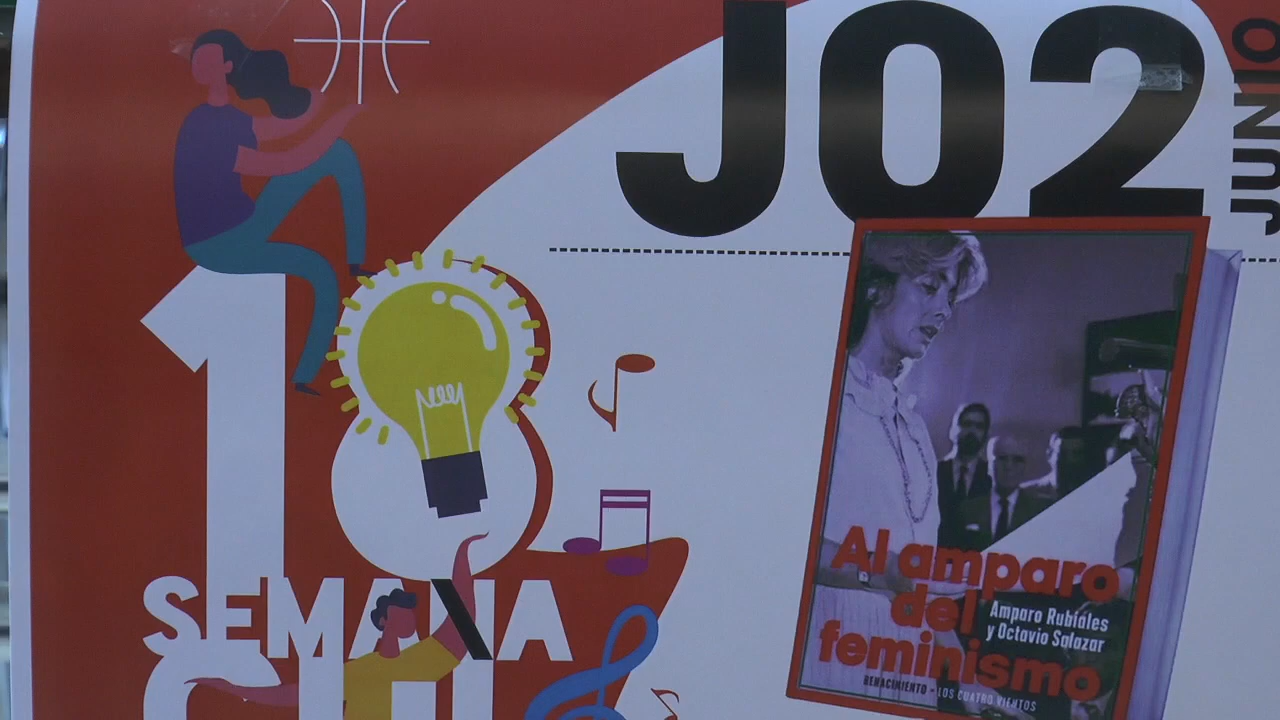 J02
JUNIO
18
SEMANA
Al amparo
del
feminismo
Amparo Rubiales
y Octavio Salazar
RENACIMIENTO • LOS CUATRO VIENTOS